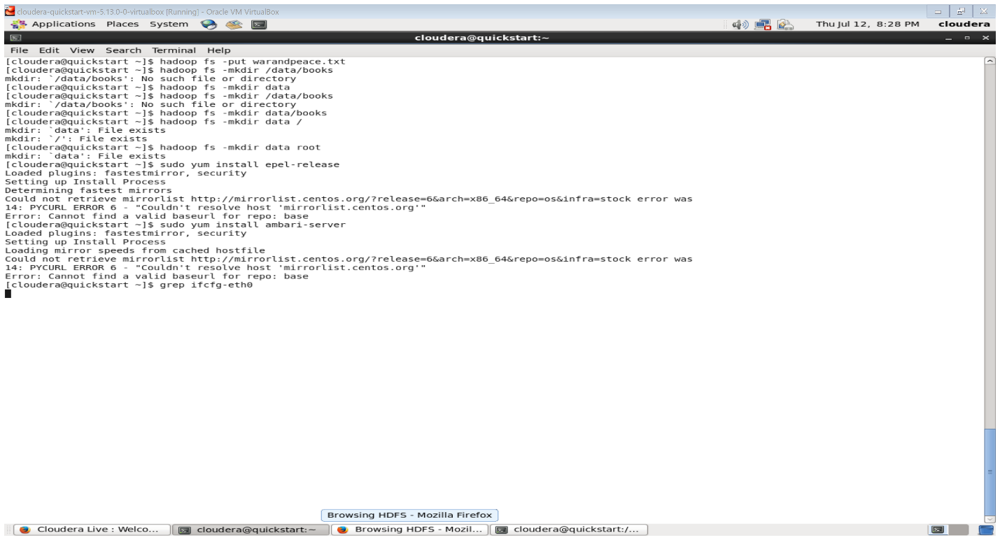 cloudera-quickstart-vm-5.13.0-0-virtualbox [Running] - Oracle VM VirtualBox
Applications Places System Thu Jul 12, 8:28 PM cloudera
cloudera@quickstart:~
File Edit View Search Terminal Help
[cloudera@quickstart ~]$ hadoop fs -put warandpeace.txt
[cloudera@quickstart ~]$ hadoop fs -mkdir /data/books
mkdir: `/data/books': No such file or directory
[cloudera@quickstart ~]$ hadoop fs -mkdir data
[cloudera@quickstart ~]$ hadoop fs -mkdir /data/books
mkdir: `/data/books': No such file or directory
[cloudera@quickstart ~]$ hadoop fs -mkdir data/books
[cloudera@quickstart ~]$ hadoop fs -mkdir data /
mkdir: `data': File exists
mkdir: `/': File exists
[cloudera@quickstart ~]$ hadoop fs -mkdir data root
mkdir: `data': File exists
[cloudera@quickstart ~]$ sudo yum install epel-release
Loaded plugins: fastestmirror, security
Setting up Install Process
Determining fastest mirrors
Could not retrieve mirrorlist http://mirrorlist.centos.org/?release=6&arch=x86_64&repo=os&infra=stock error was
14: PYCURL ERROR 6 - "Couldn't resolve host 'mirrorlist.centos.org'"
Error: Cannot find a valid baseurl for repo: base
[cloudera@quickstart ~]$ sudo yum install ambari-server
Loaded plugins: fastestmirror, security
Setting up Install Process
Loading mirror speeds from cached hostfile
Could not retrieve mirrorlist http://mirrorlist.centos.org/?release=6&arch=x86_64&repo=os&infra=stock error was
14: PYCURL ERROR 6 - "Couldn't resolve host 'mirrorlist.centos.org'"
Error: Cannot find a valid baseurl for repo: base
[cloudera@quickstart ~]$ grep ifcfg-eth0
Browsing HDFS - Mozilla Firefox
Cloudera Live : Welco... cloudera@quickstart:~ Browsing HDFS - Mozil... cloudera@quickstart:/...